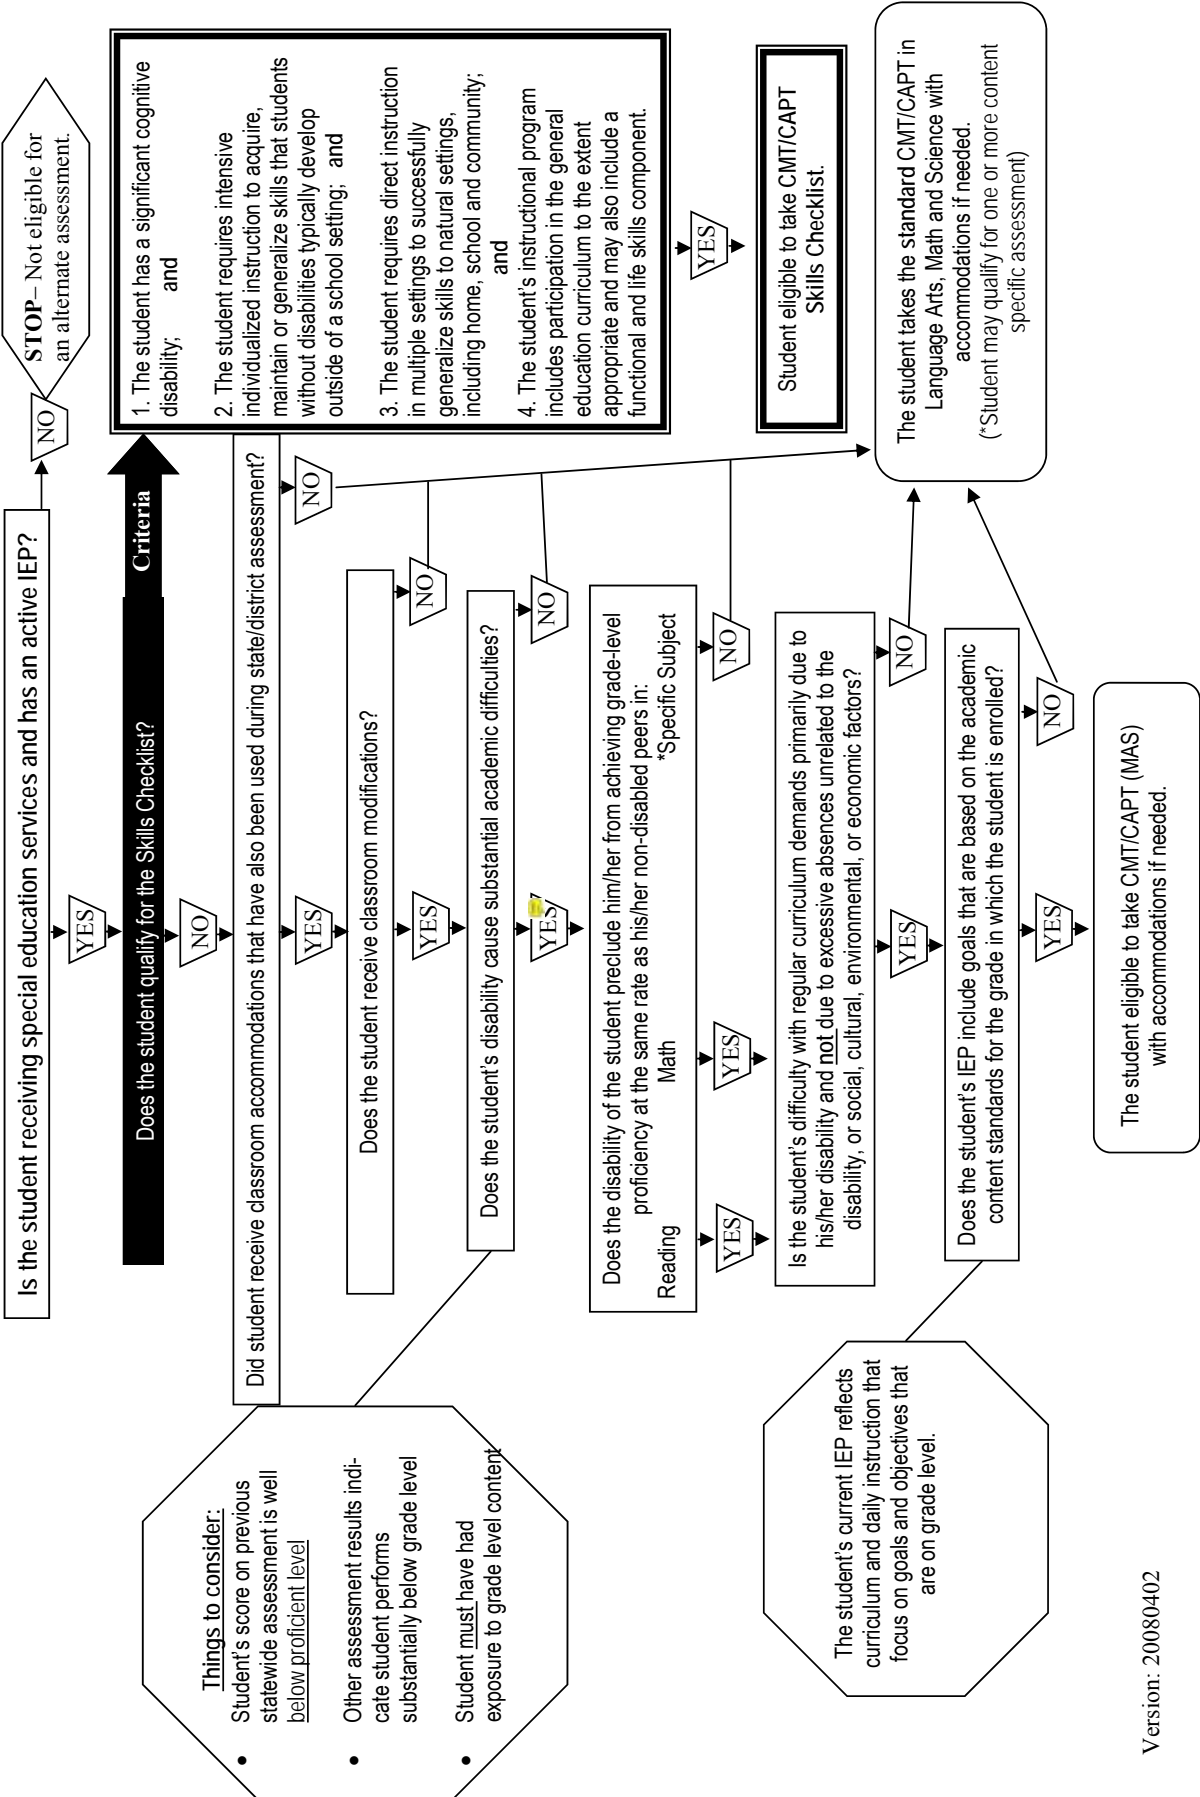 Is the student receiving special education services and has an active IEP?
NO
STOP– Not eligible for
an alternate assessment.
YES
Does the student qualify for the Skills Checklist?
Criteria
1. The student has a significant cognitive
disability; and
2. The student requires intensive
individualized instruction to acquire,
maintain or generalize skills that students
without disabilities typically develop
outside of a school setting; and
3. The student requires direct instruction
in multiple settings to successfully
generalize skills to natural settings,
including home, school and community;
and
4. The student's instructional program
includes participation in the general
education curriculum to the extent
appropriate and may also include a
functional and life skills component.
YES
Student eligible to take CMT/CAPT
Skills Checklist.
NO
Did student receive classroom accommodations that have also been used during state/district assessment?
YES
NO
Does the student receive classroom modifications?
YES
NO
Things to consider:
• Student's score on previous
statewide assessment is well
below proficient level
• Other assessment results indi-
cate student performs
substantially below grade level
• Student must have had
exposure to grade level content
Does the student's disability cause substantial academic difficulties?
YES
NO
Does the disability of the student preclude him/her from achieving grade-level
proficiency at the same rate as his/her non-disabled peers in:
Reading Math *Specific Subject
YES
YES
NO
Is the student's difficulty with regular curriculum demands primarily due to
his/her disability and not due to excessive absences unrelated to the
disability, or social, cultural, environmental, or economic factors?
YES
NO
The student's current IEP reflects
curriculum and daily instruction that
focus on goals and objectives that
are on grade level.
Does the student's IEP include goals that are based on the academic
content standards for the grade in which the student is enrolled?
YES
NO
The student takes the standard CMT/CAPT in
Language Arts, Math and Science with
accommodations if needed.
(*Student may qualify for one or more content
specific assessment)
The student eligible to take CMT/CAPT (MAS)
with accommodations if needed.
Version: 20080402